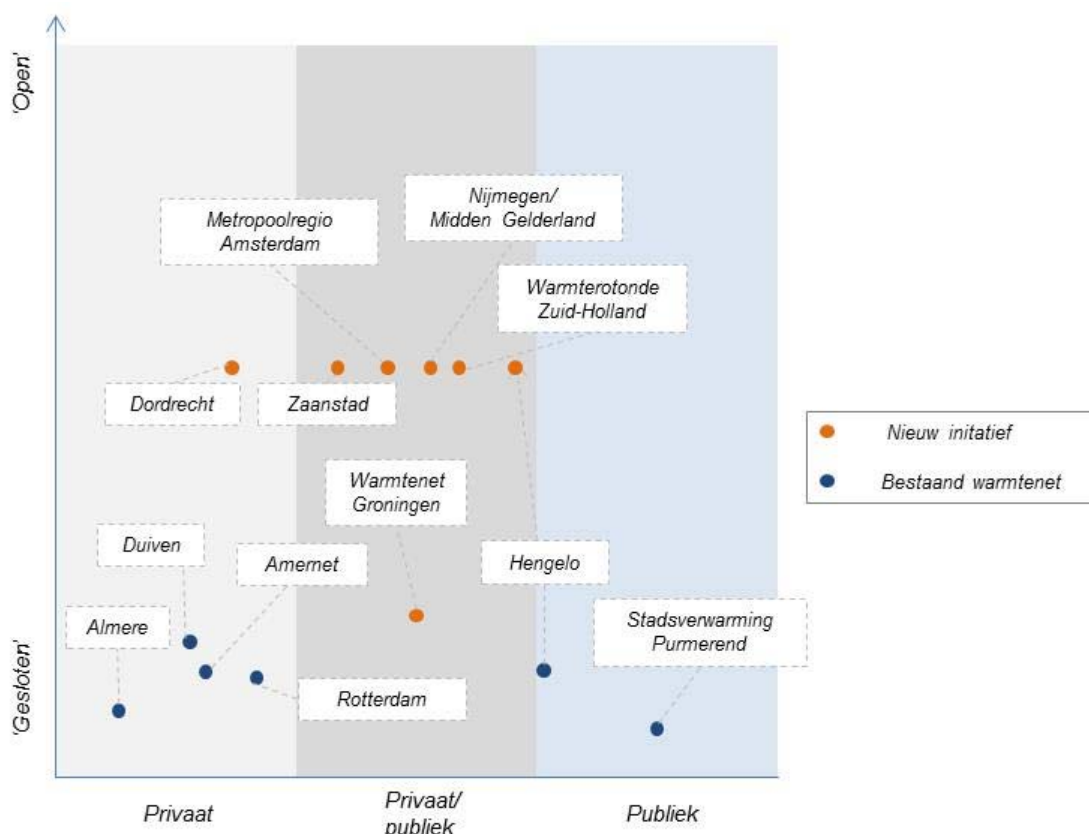 'Open'
Nijmegen/
Midden Gelderland
Metropoolregio
Amsterdam
Warmterotonde
Zuid-Holland
Dordrecht
Zaanstad
Nieuw initatief
Bestaand warmtenet
Warmtenet
Groningen
Duiven
Amernet
Hengelo
Almere
Stadsverwarming
Purmerend
Rotterdam
'Gesloten'
Privaat
Privaat/
publiek
Publiek